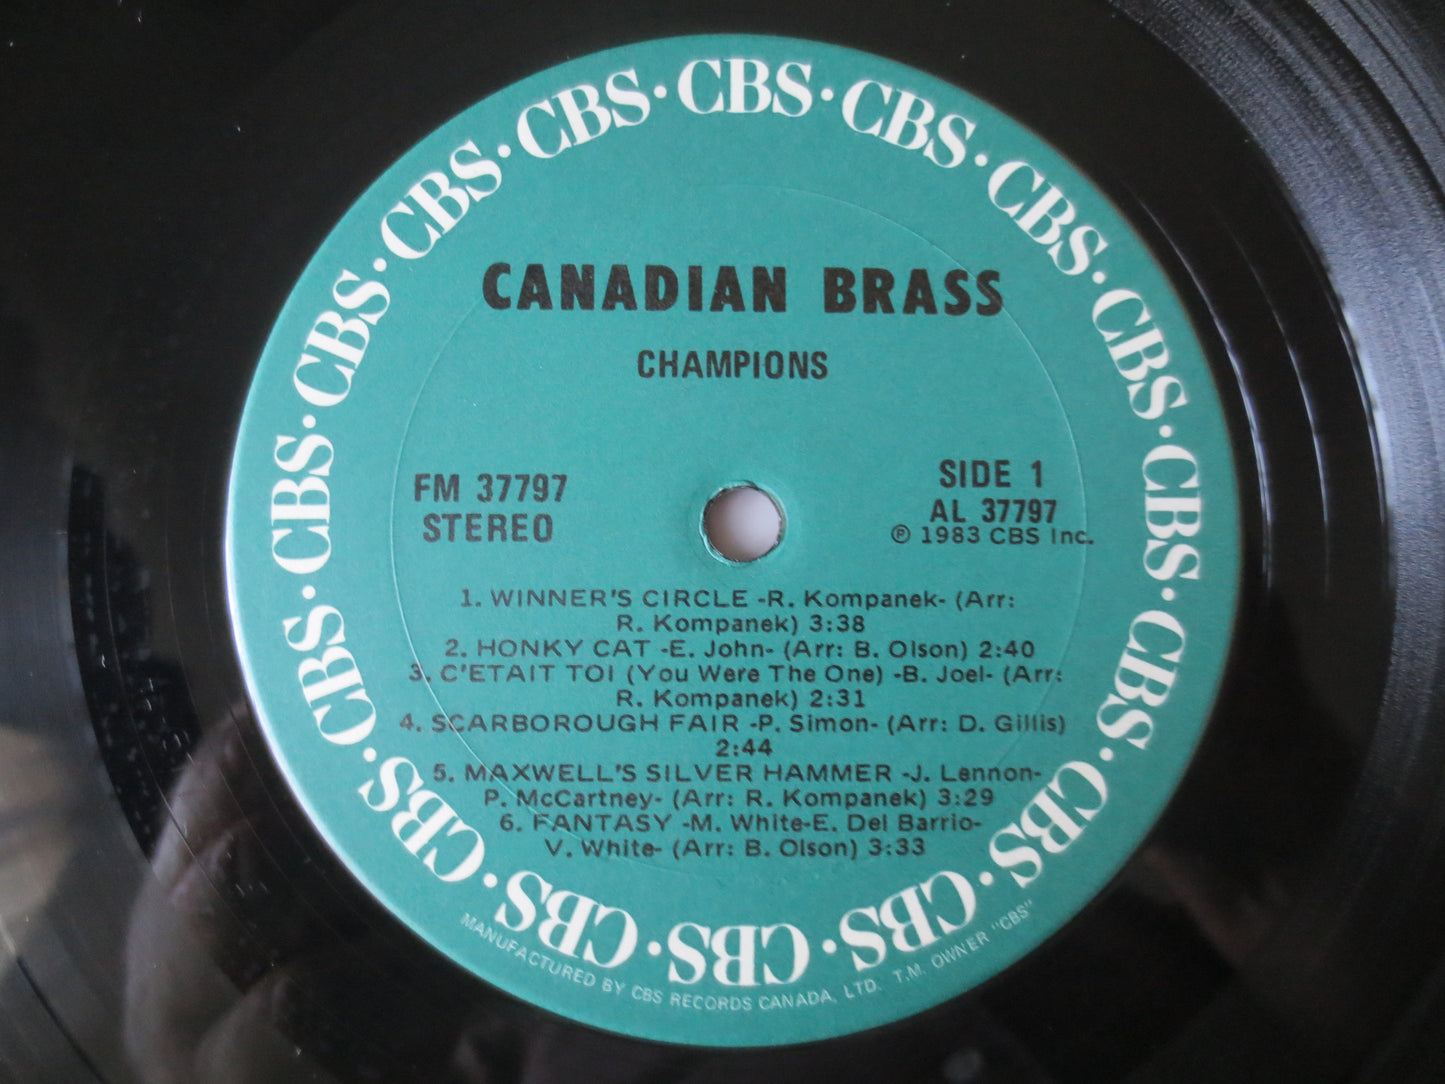 CBS · CBS · CBS · CBS · CBS · CBS · CBS · CBS · CBS · CBS · CBS · CBS · CBS · CBS · CBS · CBS · CBS · CBS
CANADIAN BRASS
CHAMPIONS
FM 37797
STEREO
SIDE 1
AL 37797
℗ 1983 CBS Inc.
1. WINNER'S CIRCLE -R. Kompanek- (Arr:
R. Kompanek) 3:38
2. HONKY CAT -E. John- (Arr: B. Olson) 2:40
3. C'ETAIT TOI (You Were The One) -B. Joel- (Arr:
R. Kompanek) 2:31
4. SCARBOROUGH FAIR -P. Simon- (Arr: D. Gillis)
2:44
5. MAXWELL'S SILVER HAMMER -J. Lennon-
P. McCartney- (Arr: R. Kompanek) 3:29
6. FANTASY -M. White-E. Del Barrio-
V. White- (Arr: B. Olson) 3:33
MANUFACTURED BY CBS RECORDS CANADA, LTD. T.M. OWNER "CBS"